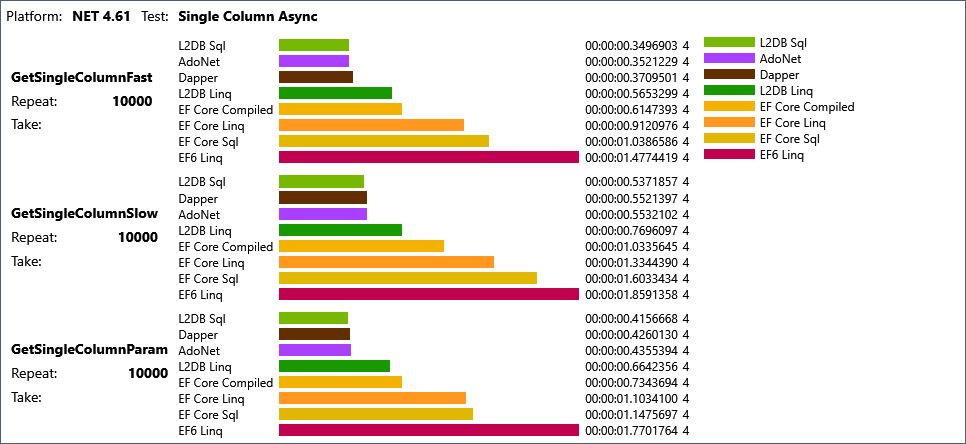 Platform: NET 4.61 Test: Single Column Async
GetSingleColumnFast
Repeat: 10000
Take:
L2DB Sql 00:00:00.3496903 4
AdoNet 00:00:00.3521229 4
Dapper 00:00:00.3709501 4
L2DB Linq 00:00:00.5653299 4
EF Core Compiled 00:00:00.6147393 4
EF Core Linq 00:00:00.9120976 4
EF Core Sql 00:00:01.0386586 4
EF6 Linq 00:00:01.4774419 4
L2DB Sql
AdoNet
Dapper
L2DB Linq
EF Core Compiled
EF Core Linq
EF Core Sql
EF6 Linq
GetSingleColumnSlow
Repeat: 10000
Take:
L2DB Sql 00:00:00.5371857 4
Dapper 00:00:00.5521397 4
AdoNet 00:00:00.5532102 4
L2DB Linq 00:00:00.7696097 4
EF Core Compiled 00:00:01.0335645 4
EF Core Linq 00:00:01.3344390 4
EF Core Sql 00:00:01.6033434 4
EF6 Linq 00:00:01.8591358 4
GetSingleColumnParam
Repeat: 10000
Take:
L2DB Sql 00:00:00.4156668 4
Dapper 00:00:00.4260130 4
AdoNet 00:00:00.4355394 4
L2DB Linq 00:00:00.6642356 4
EF Core Compiled 00:00:00.7343694 4
EF Core Linq 00:00:01.1034100 4
EF Core Sql 00:00:01.1475697 4
EF6 Linq 00:00:01.7701764 4